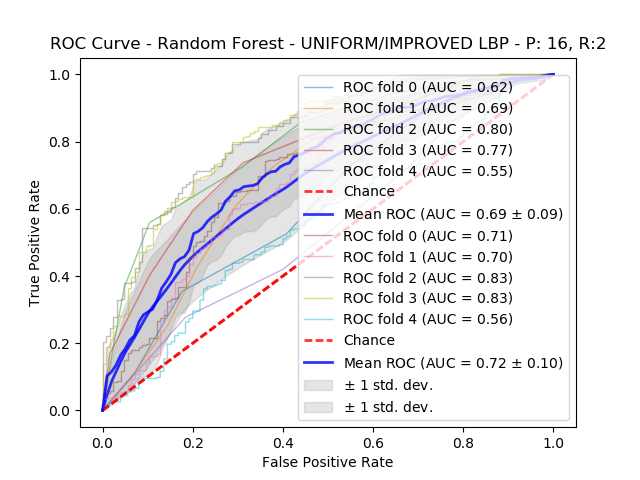 ROC Curve - Random Forest - UNIFORM/IMPROVED LBP - P: 16, R:2
True Positive Rate
1.0
0.8
0.6
0.4
0.2
0.0
ROC fold 0 (AUC = 0.62)
ROC fold 1 (AUC = 0.69)
ROC fold 2 (AUC = 0.80)
ROC fold 3 (AUC = 0.77)
ROC fold 4 (AUC = 0.55)
Chance
Mean ROC (AUC = 0.69 ± 0.09)
ROC fold 0 (AUC = 0.71)
ROC fold 1 (AUC = 0.70)
ROC fold 2 (AUC = 0.83)
ROC fold 3 (AUC = 0.83)
ROC fold 4 (AUC = 0.56)
Chance
Mean ROC (AUC = 0.72 ± 0.10)
± 1 std. dev.
± 1 std. dev.
0.0 0.2 0.4 0.6 0.8 1.0
False Positive Rate